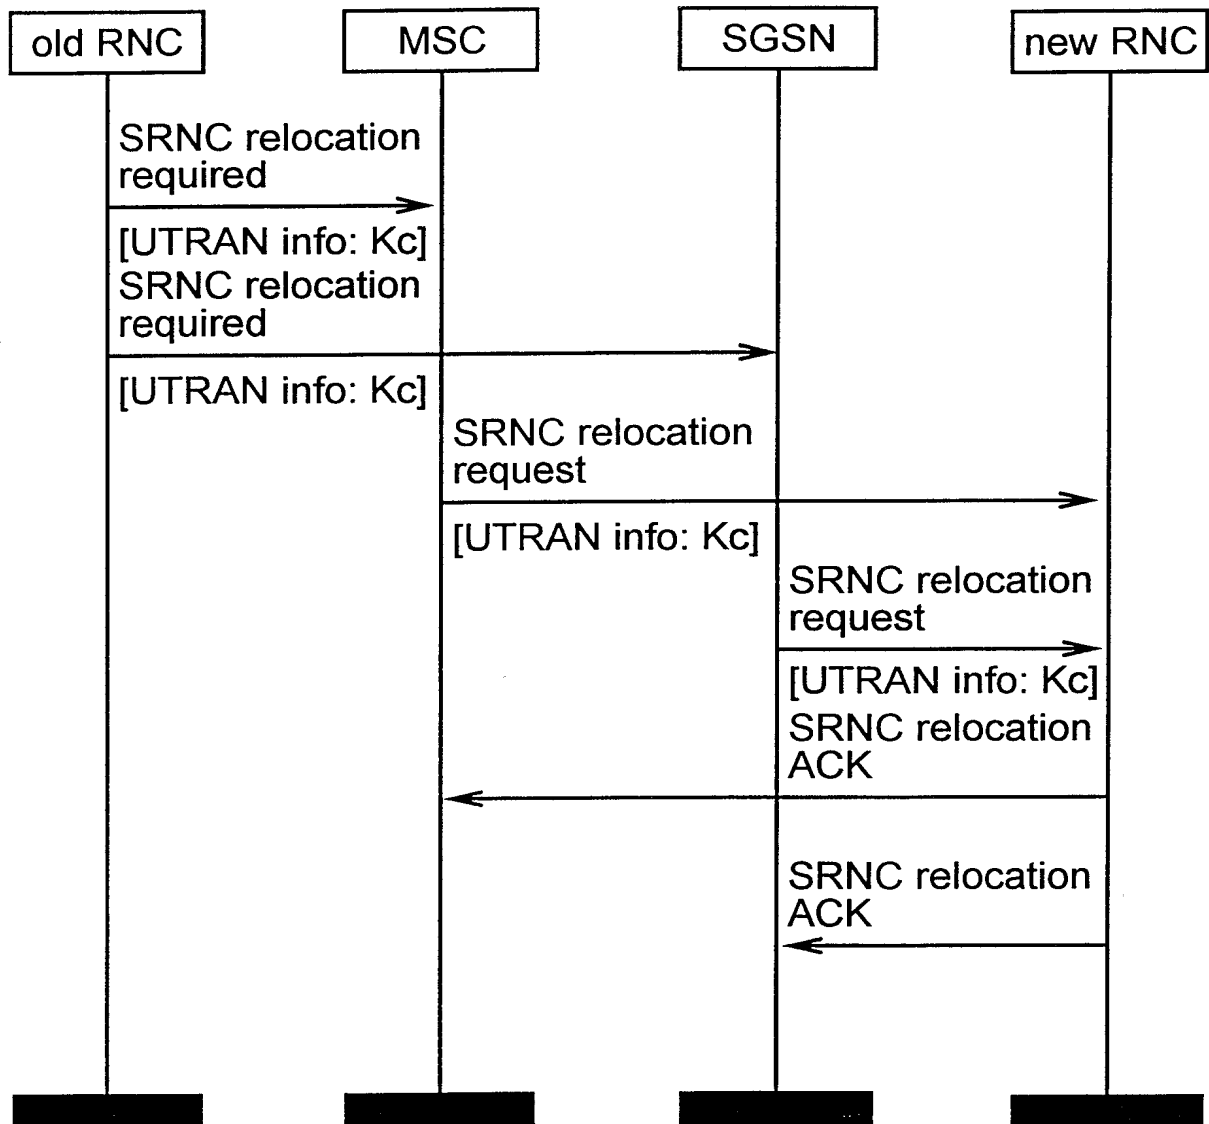 old RNC
MSC
SGSN
new RNC
SRNC relocation
required
[UTRAN info: Kc]
SRNC relocation
required
[UTRAN info: Kc]
SRNC relocation
request
[UTRAN info: Kc]
SRNC relocation
request
[UTRAN info: Kc]
SRNC relocation
ACK
SRNC relocation
ACK